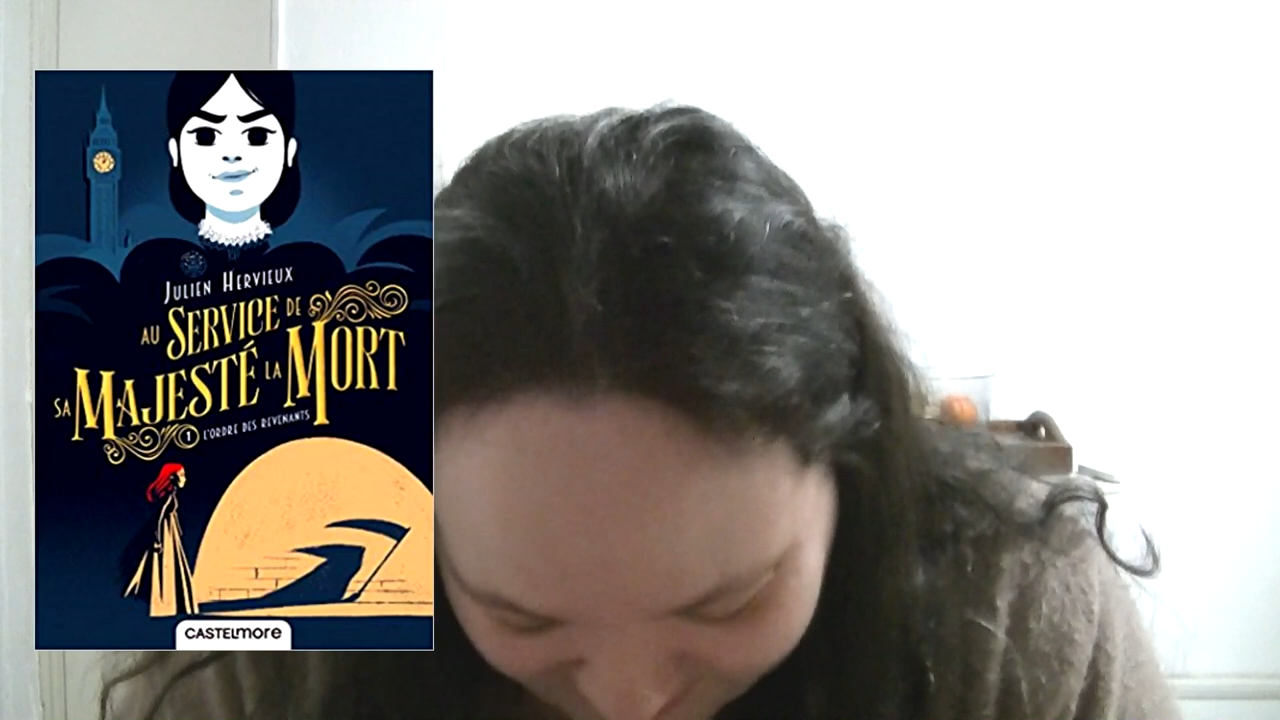 Julien Hervieux
AU SERVICE DE
SA MAJESTÉ LA MORT
1 L'ORDRE DES REVENANTS
CASTELMORE